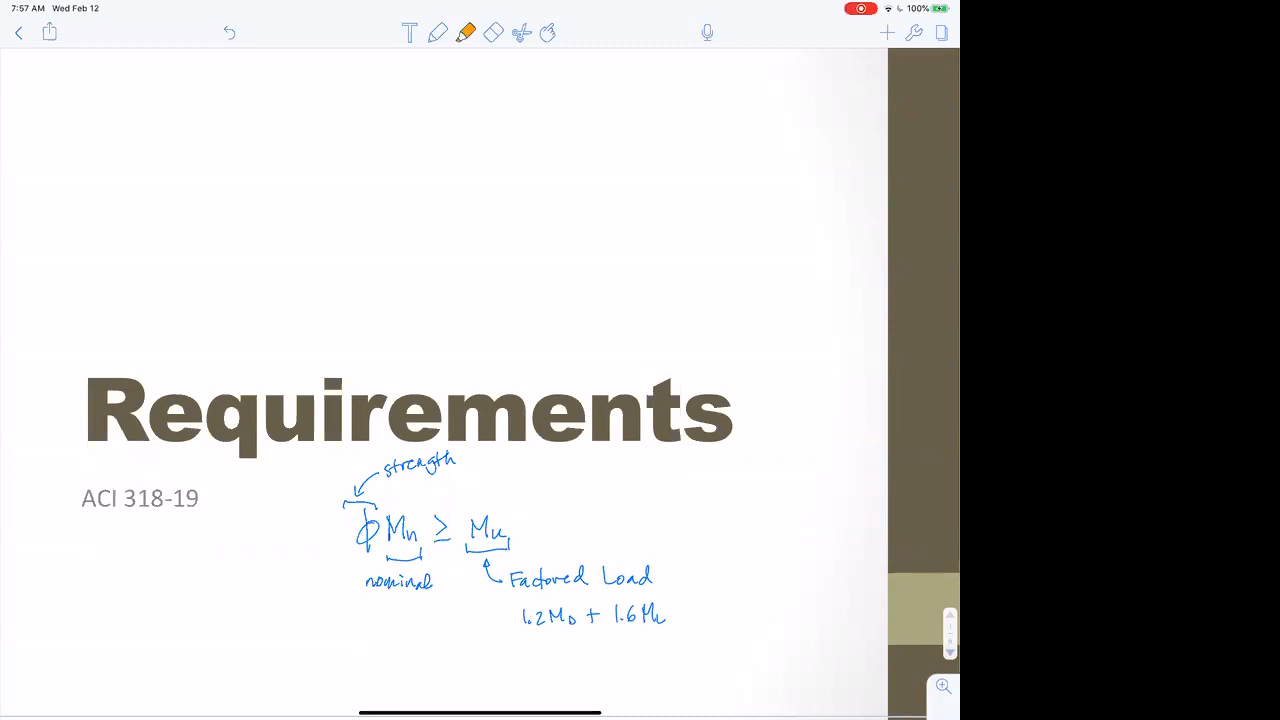 7:57 AM Wed Feb 12
100%
Requirements
strength
ACI 318-19
ϕMn ≥ Mu
nominal
Factored Load
1.2MD + 1.6ML